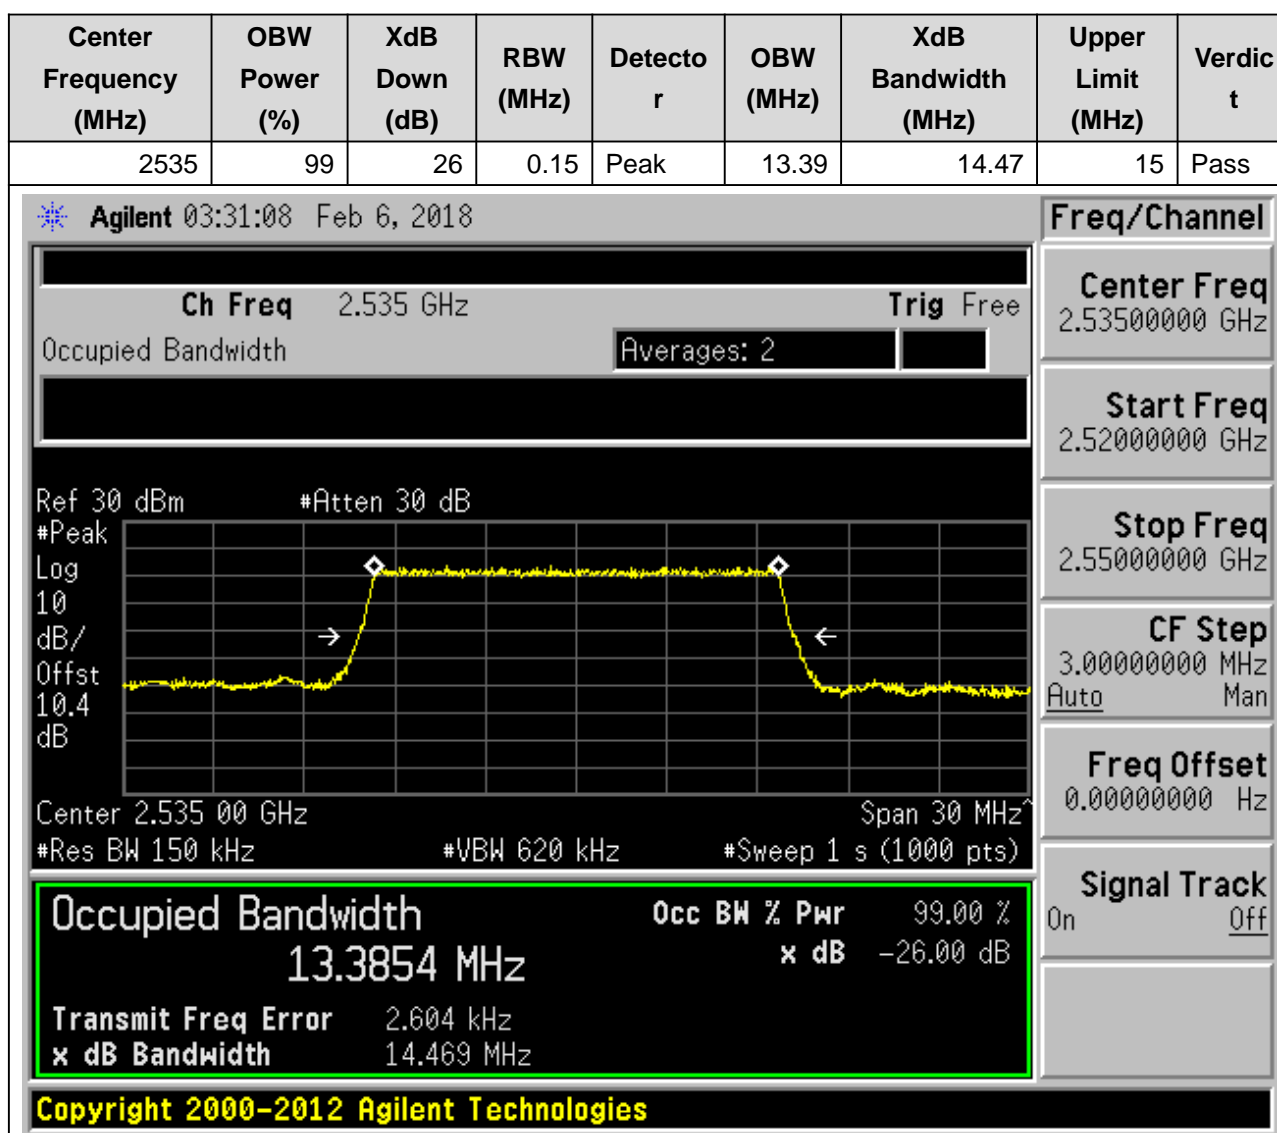 Center Frequency (MHz) OBW Power (%) XdB Down (dB) RBW (MHz) Detector OBW (MHz) XdB Bandwidth (MHz) Upper Limit (MHz) Verdict
2535 99 26 0.15 Peak 13.39 14.47 15 Pass
Agilent 03:31:08 Feb 6, 2018
Freq/Channel
Ch Freq 2.535 GHz Trig Free
Occupied Bandwidth Averages: 2
Center Freq
2.53500000 GHz
Start Freq
2.52000000 GHz
Stop Freq
2.55000000 GHz
CF Step
3.00000000 MHz
Auto Man
Freq Offset
0.00000000 Hz
Signal Track
On Off
Ref 30 dBm #Atten 30 dB
#Peak
Log
10
dB/
Offst
10.4
dB
Center 2.535 00 GHz Span 30 MHz^
#Res BW 150 kHz #VBW 620 kHz #Sweep 1 s (1000 pts)
Occupied Bandwidth Occ BW % Pwr 99.00 %
13.3854 MHz x dB -26.00 dB
Transmit Freq Error 2.604 kHz
x dB Bandwidth 14.469 MHz
Copyright 2000-2012 Agilent Technologies